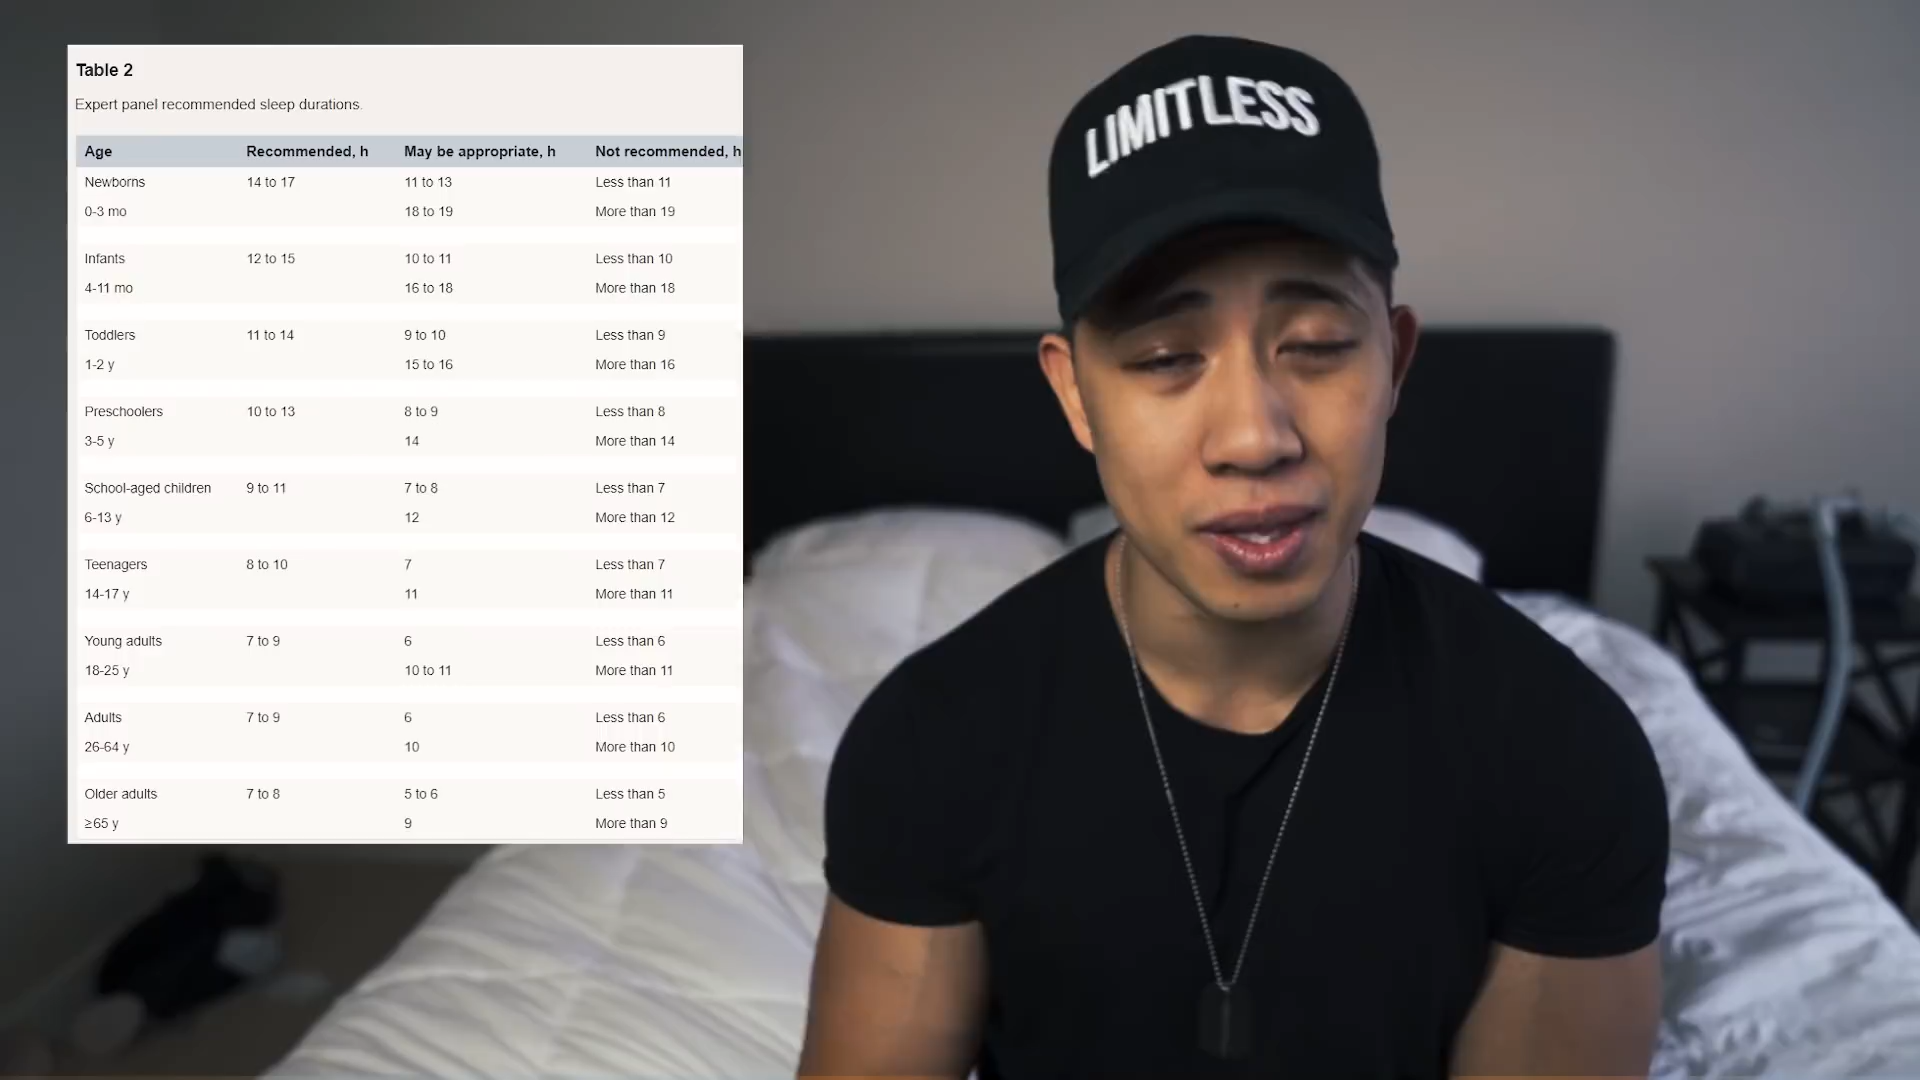 Table 2
Expert panel recommended sleep durations.
Age Recommended, h May be appropriate, h Not recommended, h
Newborns 14 to 17 11 to 13 Less than 11
0-3 mo 18 to 19 More than 19
Infants 12 to 15 10 to 11 Less than 10
4-11 mo 16 to 18 More than 18
Toddlers 11 to 14 9 to 10 Less than 9
1-2 y 15 to 16 More than 16
Preschoolers 10 to 13 8 to 9 Less than 8
3-5 y 14 More than 14
School-aged children 9 to 11 7 to 8 Less than 7
6-13 y 12 More than 12
Teenagers 8 to 10 7 Less than 7
14-17 y 11 More than 11
Young adults 7 to 9 6 Less than 6
18-25 y 10 to 11 More than 11
Adults 7 to 9 6 Less than 6
26-64 y 10 More than 10
Older adults 7 to 8 5 to 6 Less than 5
≥65 y 9 More than 9
LIMITLESS